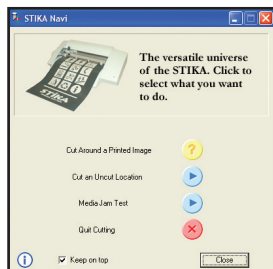 STIKA Navi
STIKA
The versatile universe
of the STIKA. Click to
select what you want
to do.
Cut Around a Printed Image
?
Cut an Uncut Location
Media Jam Test
Quit Cutting
i
Keep on top
Close